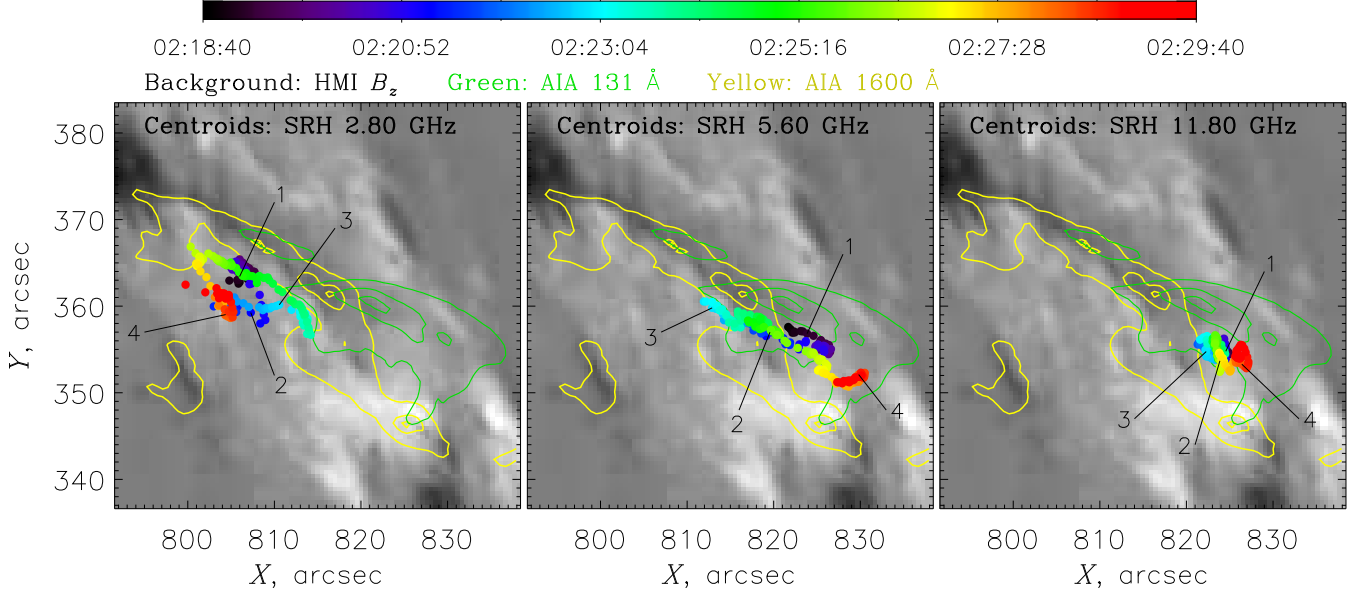 02:18:40 02:20:52 02:23:04 02:25:16 02:27:28 02:29:40
Background: HMI Bz Green: AIA 131 Å Yellow: AIA 1600 Å
Centroids: SRH 2.80 GHz Centroids: SRH 5.60 GHz Centroids: SRH 11.80 GHz
380
370
360
350
340
Y, arcsec
1
3
4
2
1
3
2
4
1
3
2
4
800 810 820 830 800 810 820 830 800 810 820 830
X, arcsec X, arcsec X, arcsec